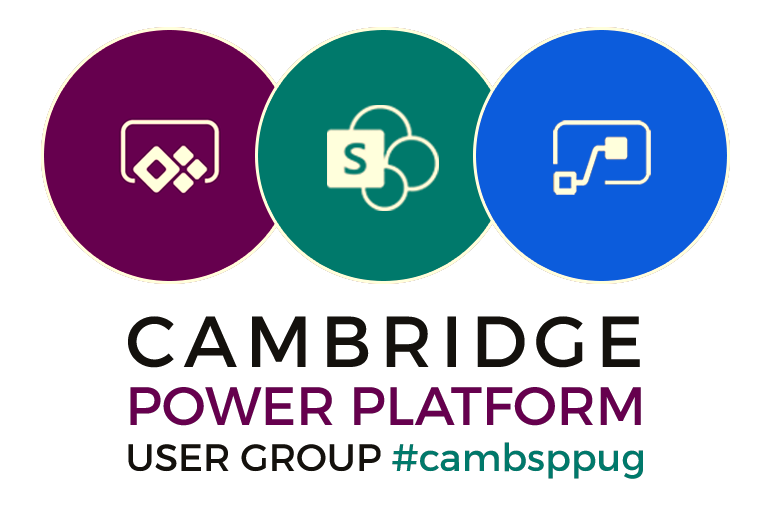 S
CAMBRIDGE
POWER PLATFORM
USER GROUP #cambsppug